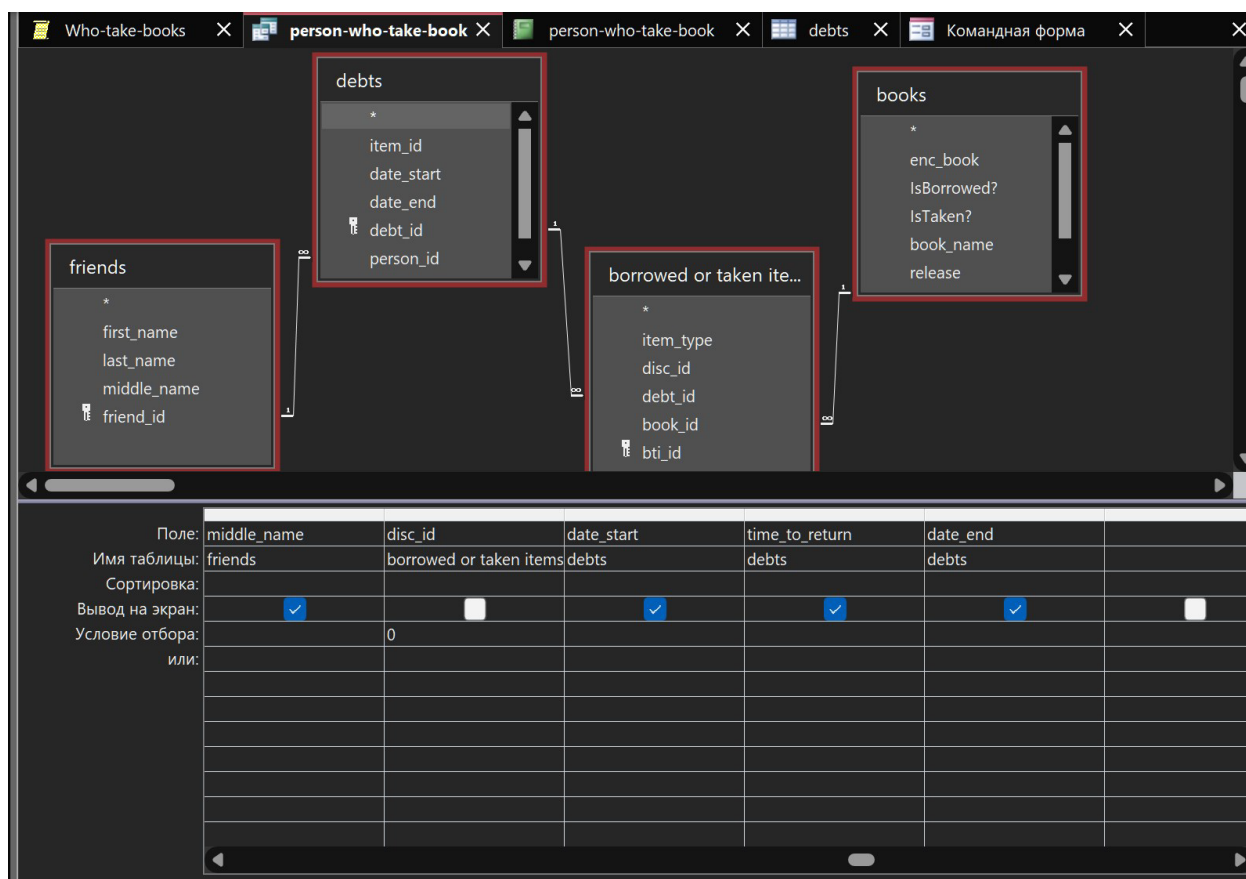 Who-take-books person-who-take-book person-who-take-book debts Командная форма
debts
*
item_id
date_start
date_end
debt_id
person_id
books
*
enc_book
IsBorrowed?
IsTaken?
book_name
release
friends
*
first_name
last_name
middle_name
friend_id
borrowed or taken ite...
*
item_type
disc_id
debt_id
book_id
bti_id
1 ∞
1 ∞
1 ∞
Поле: middle_name disc_id date_start time_to_return date_end
Имя таблицы: friends borrowed or taken items debts debts debts
Сортировка:
Вывод на экран:
Условие отбора: 0
или: